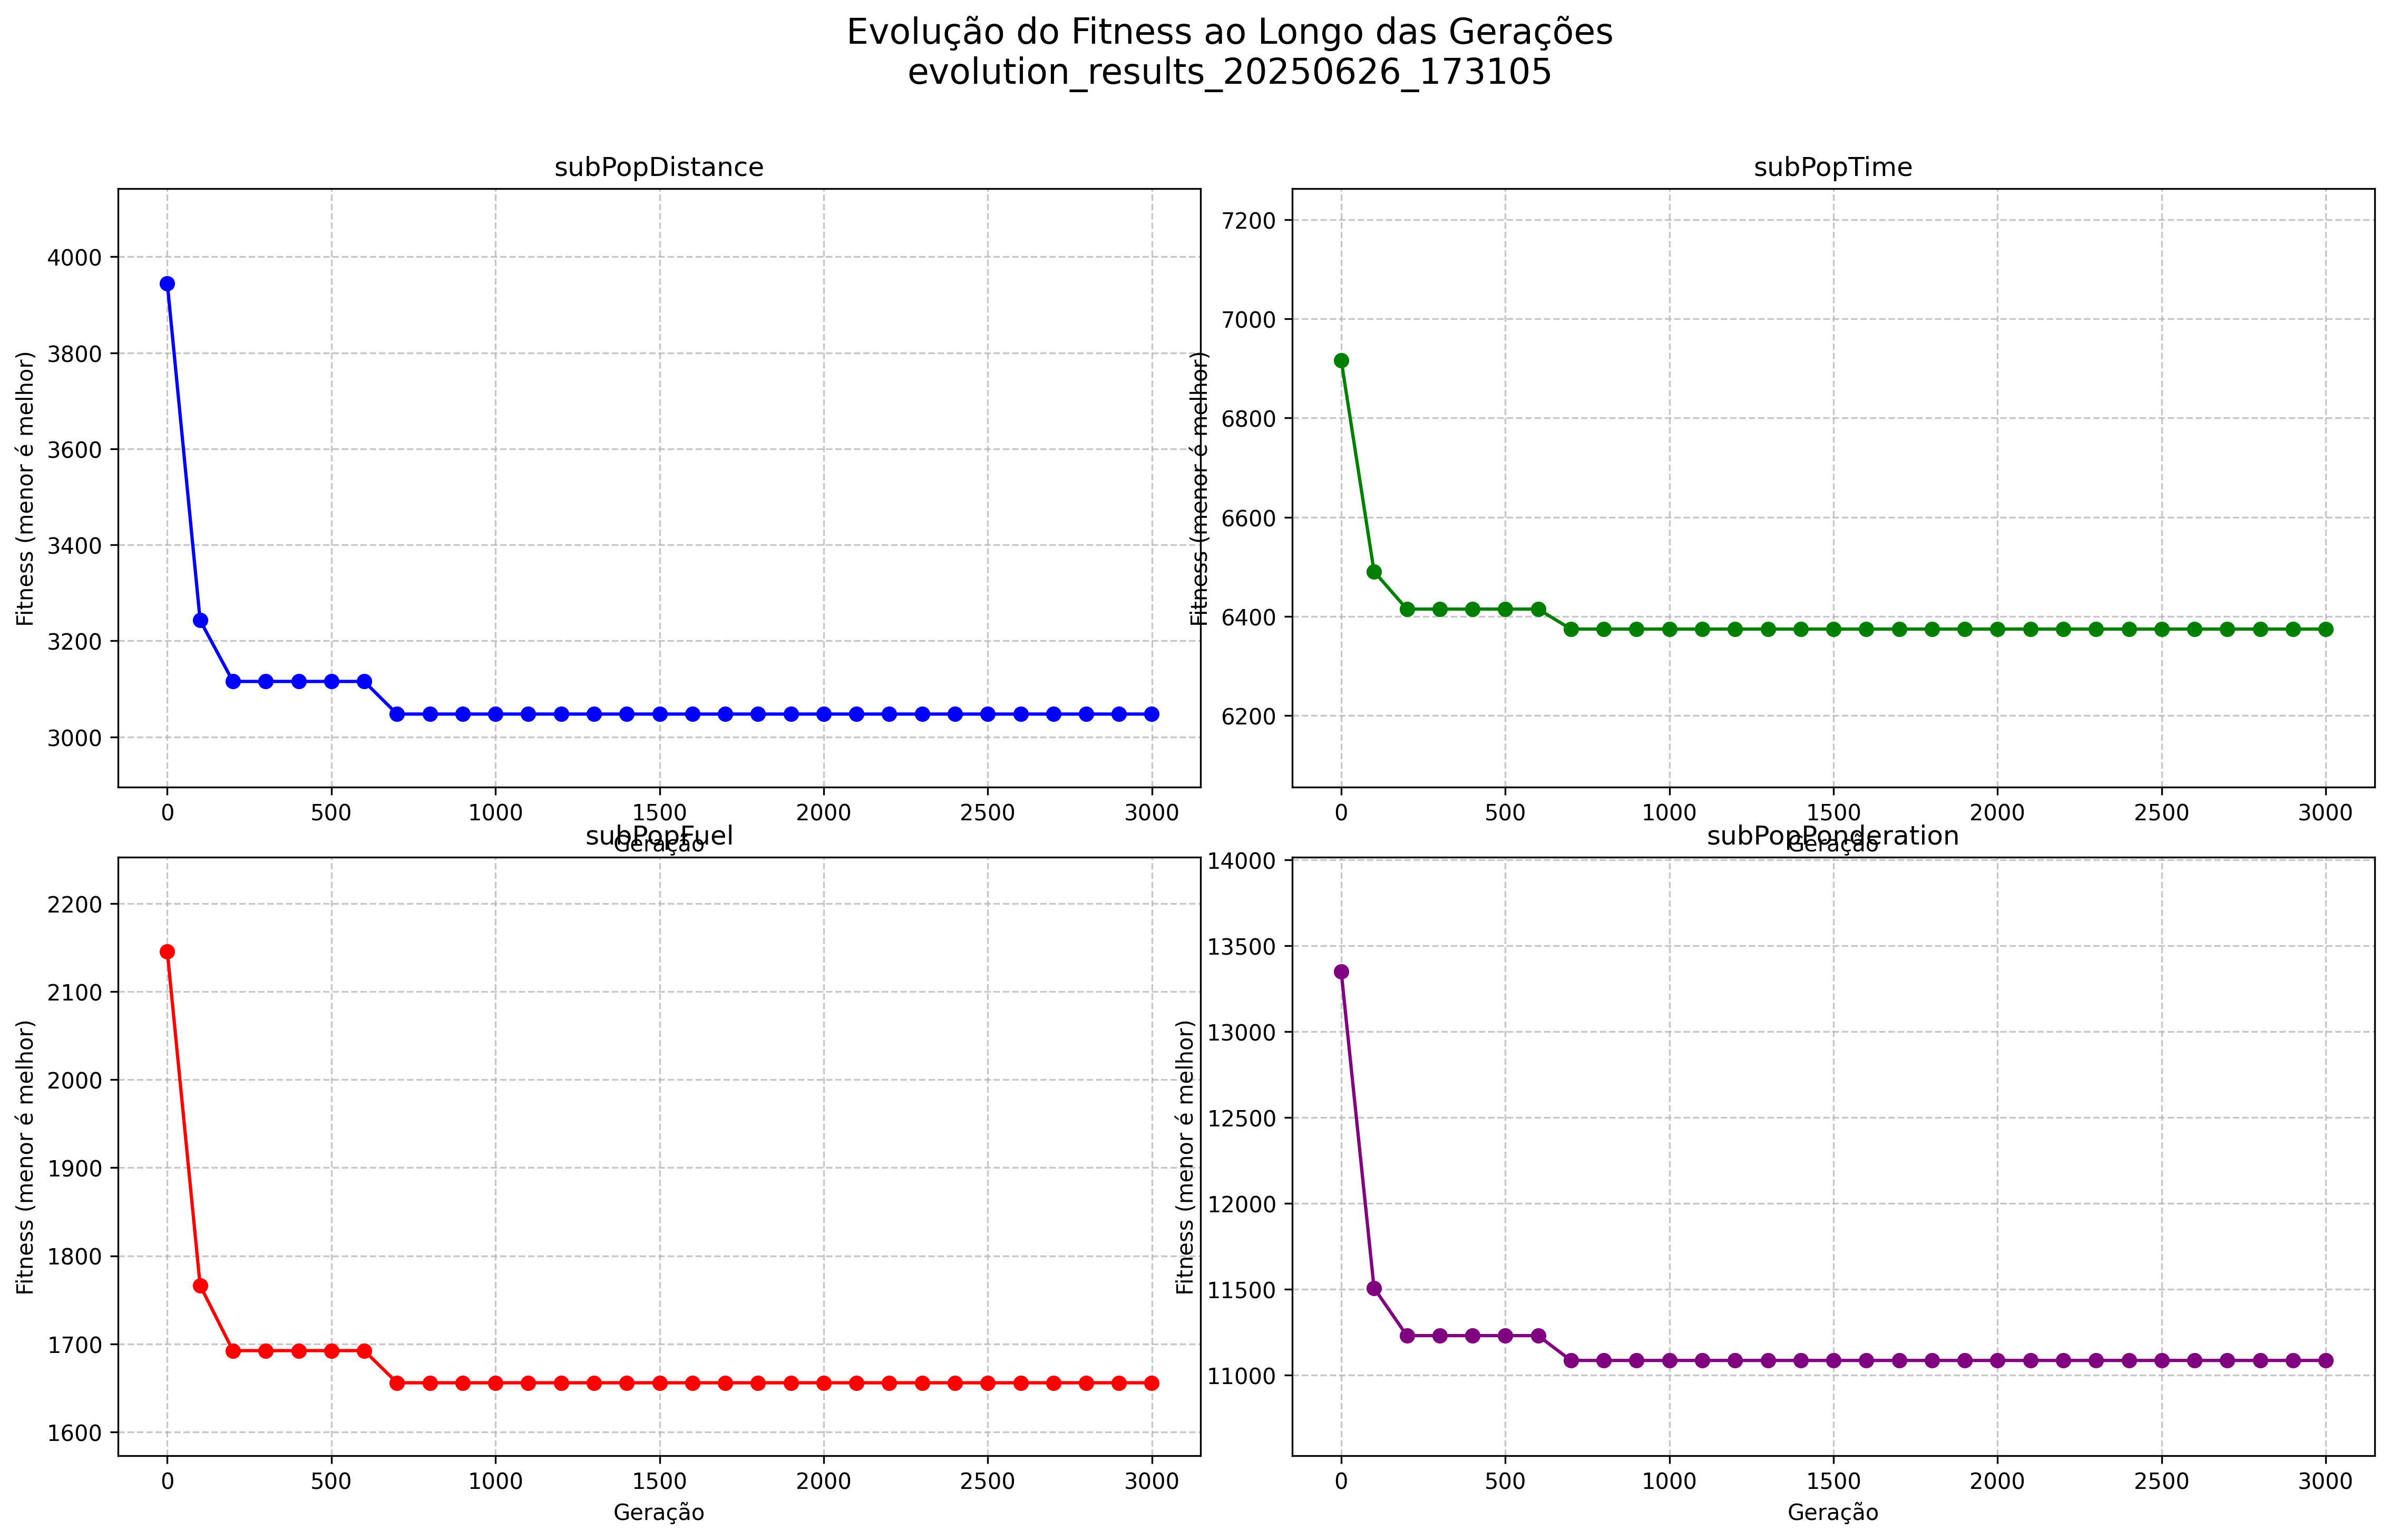 Evolução do Fitness ao Longo das Gerações
evolution_results_20250626_173105
subPopDistance
Fitness (menor é melhor)
4000
3800
3600
3400
3200
3000
0 500 1000 1500 2000 2500 3000
Geração
subPopTime
Fitness (menor é melhor)
7200
7000
6800
6600
6400
6200
0 500 1000 1500 2000 2500 3000
Geração
subPopFuel
Fitness (menor é melhor)
2200
2100
2000
1900
1800
1700
1600
0 500 1000 1500 2000 2500 3000
Geração
subPopPonderation
Fitness (menor é melhor)
14000
13500
13000
12500
12000
11500
11000
0 500 1000 1500 2000 2500 3000
Geração